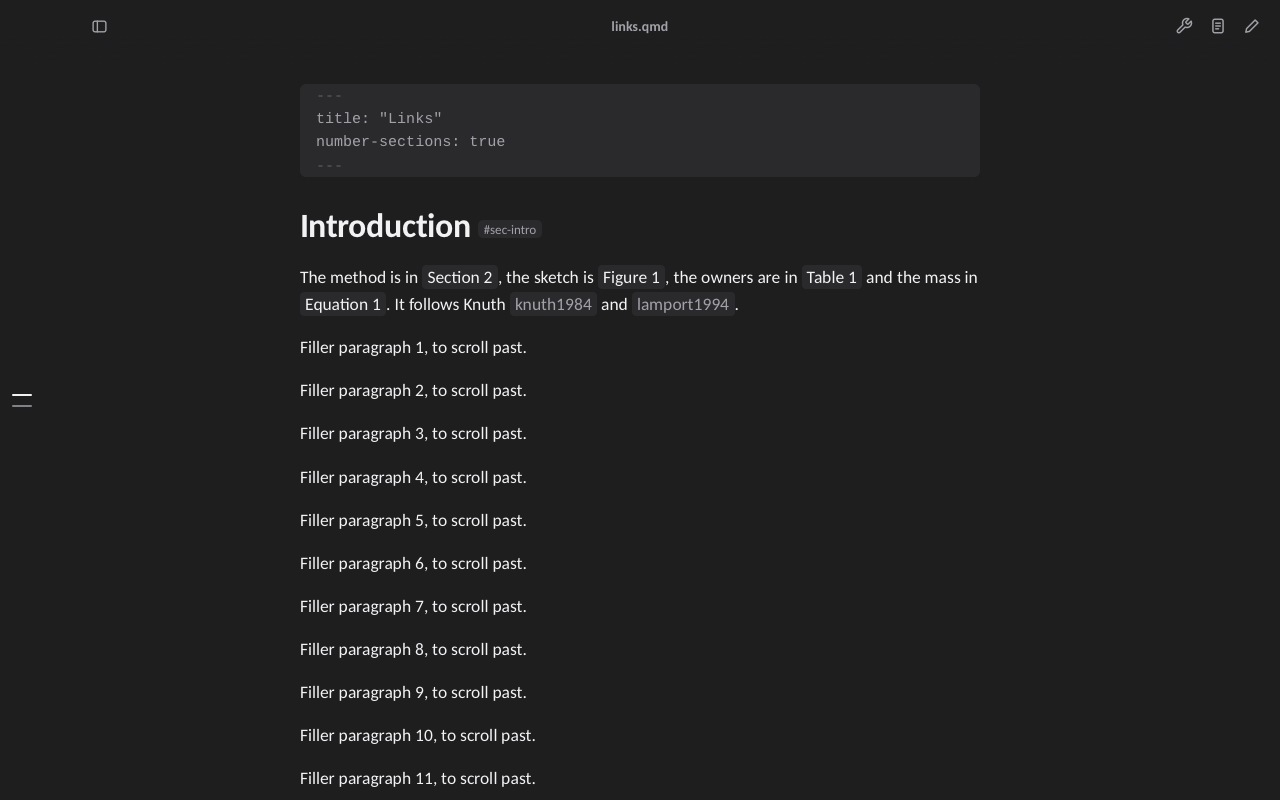 links.qmd
---
title: "Links"
number-sections: true
---
Introduction #sec-intro
The method is in Section 2, the sketch is Figure 1, the owners are in Table 1 and the mass in
Equation 1. It follows Knuth knuth1984 and lamport1994.
Filler paragraph 1, to scroll past.
Filler paragraph 2, to scroll past.
Filler paragraph 3, to scroll past.
Filler paragraph 4, to scroll past.
Filler paragraph 5, to scroll past.
Filler paragraph 6, to scroll past.
Filler paragraph 7, to scroll past.
Filler paragraph 8, to scroll past.
Filler paragraph 9, to scroll past.
Filler paragraph 10, to scroll past.
Filler paragraph 11, to scroll past.